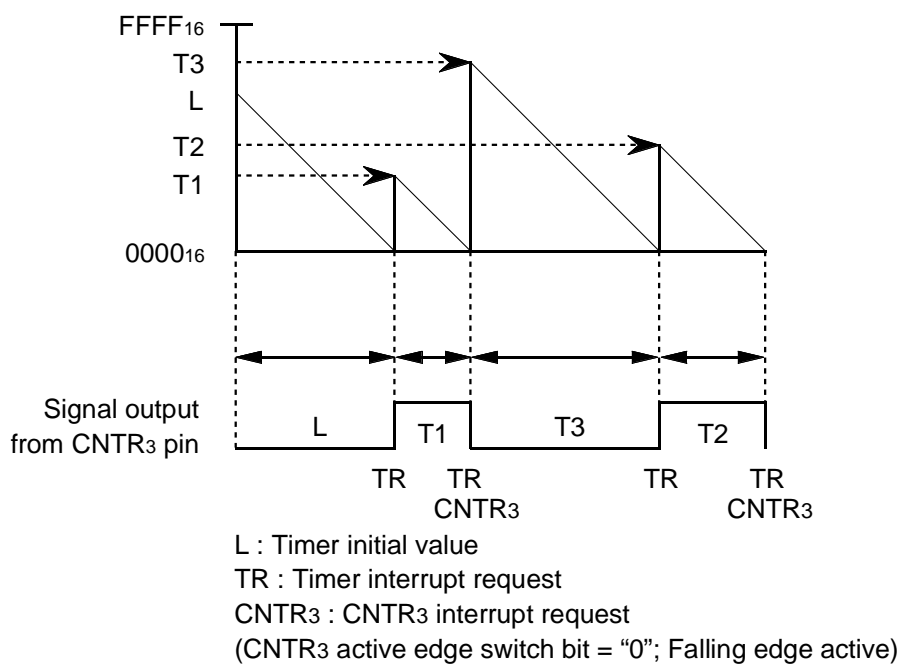 FFFF16
T3
L
T2
T1
000016
Signal output
from CNTR3 pin
L T1 T3 T2
TR TR TR TR
CNTR3 CNTR3
L : Timer initial value
TR : Timer interrupt request
CNTR3 : CNTR3 interrupt request
(CNTR3 active edge switch bit = “0”; Falling edge active)